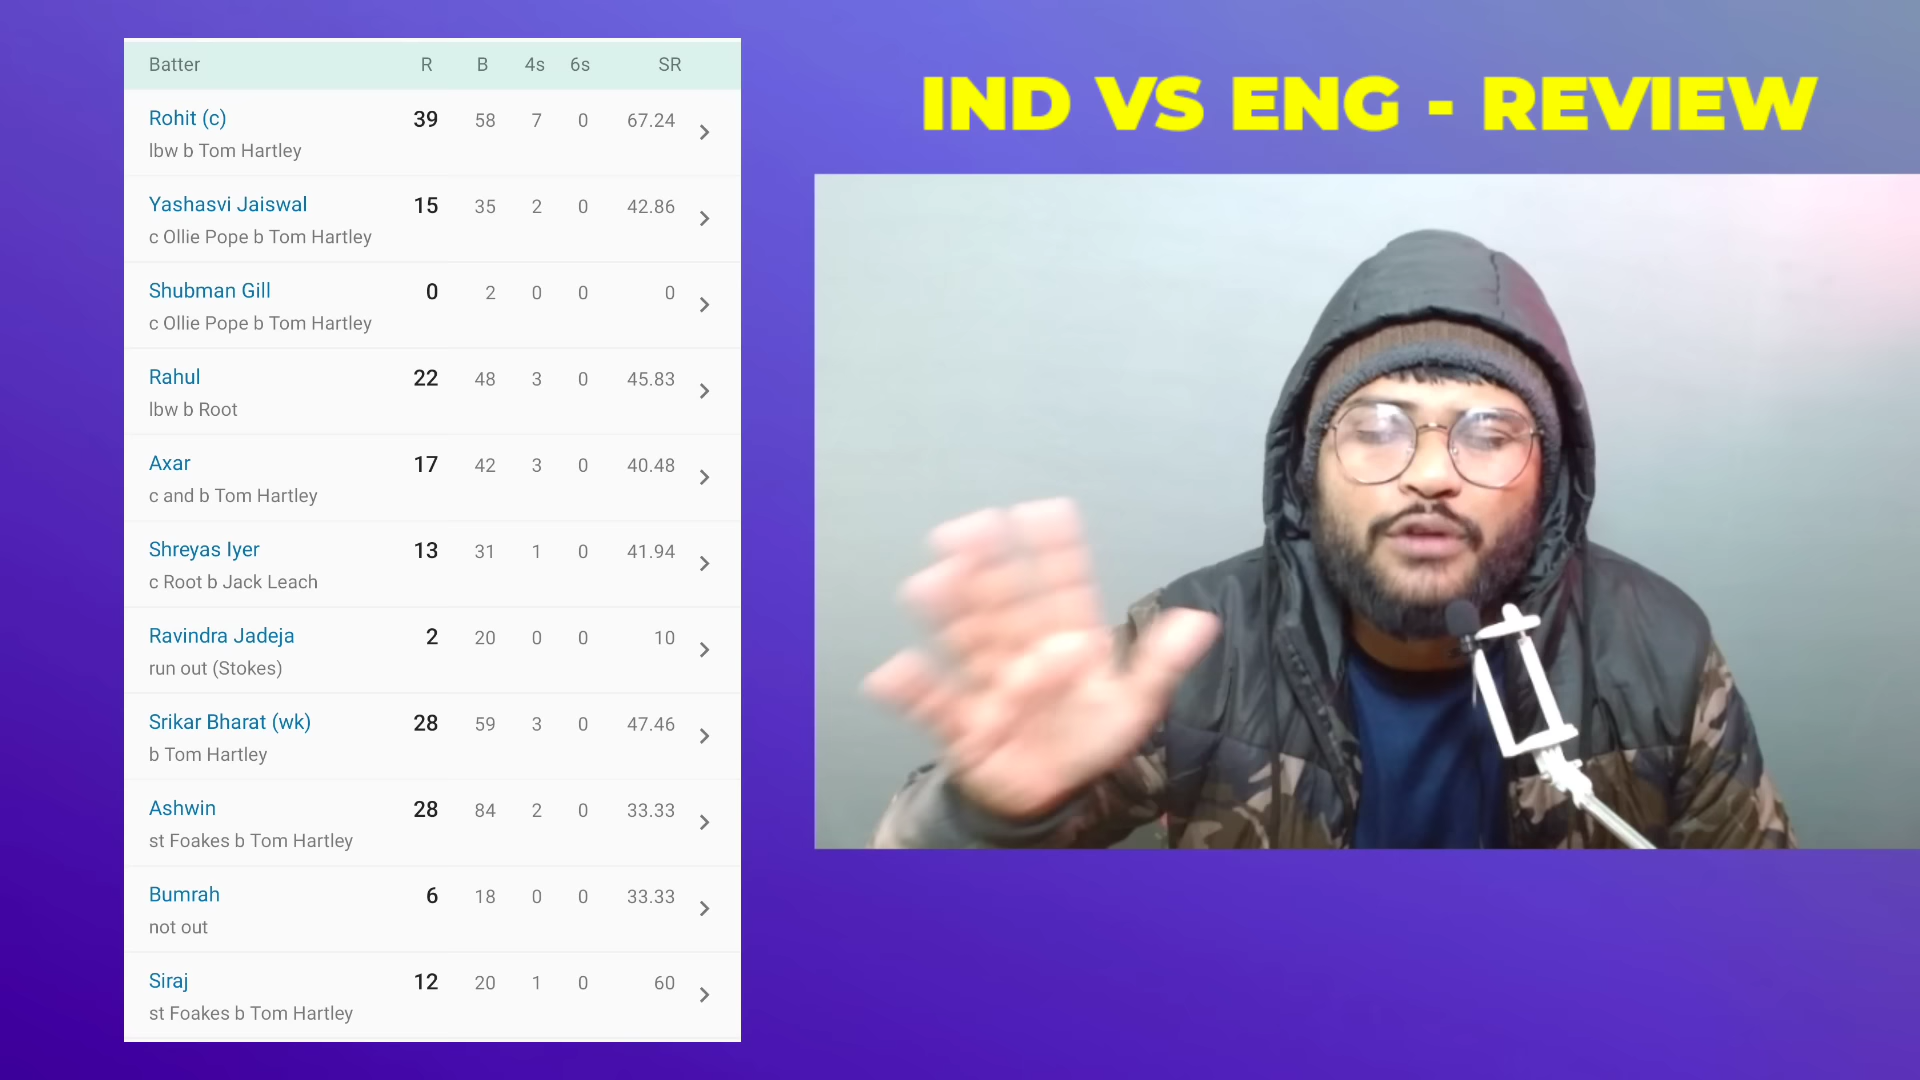 Batter R B 4s 6s SR
Rohit (c) 39 58 7 0 67.24
lbw b Tom Hartley
Yashasvi Jaiswal 15 35 2 0 42.86
c Ollie Pope b Tom Hartley
Shubman Gill 0 2 0 0 0
c Ollie Pope b Tom Hartley
Rahul 22 48 3 0 45.83
lbw b Root
Axar 17 42 3 0 40.48
c and b Tom Hartley
Shreyas Iyer 13 31 1 0 41.94
c Root b Jack Leach
Ravindra Jadeja 2 20 0 0 10
run out (Stokes)
Srikar Bharat (wk) 28 59 3 0 47.46
b Tom Hartley
Ashwin 28 84 2 0 33.33
st Foakes b Tom Hartley
Bumrah 6 18 0 0 33.33
not out
Siraj 12 20 1 0 60
st Foakes b Tom Hartley
IND VS ENG - REVIEW